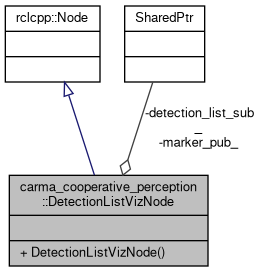 rclcpp::Node
SharedPtr
-detection_list_sub
_
-marker_pub_
carma_cooperative_perception
::DetectionListVizNode
+ DetectionListVizNode()